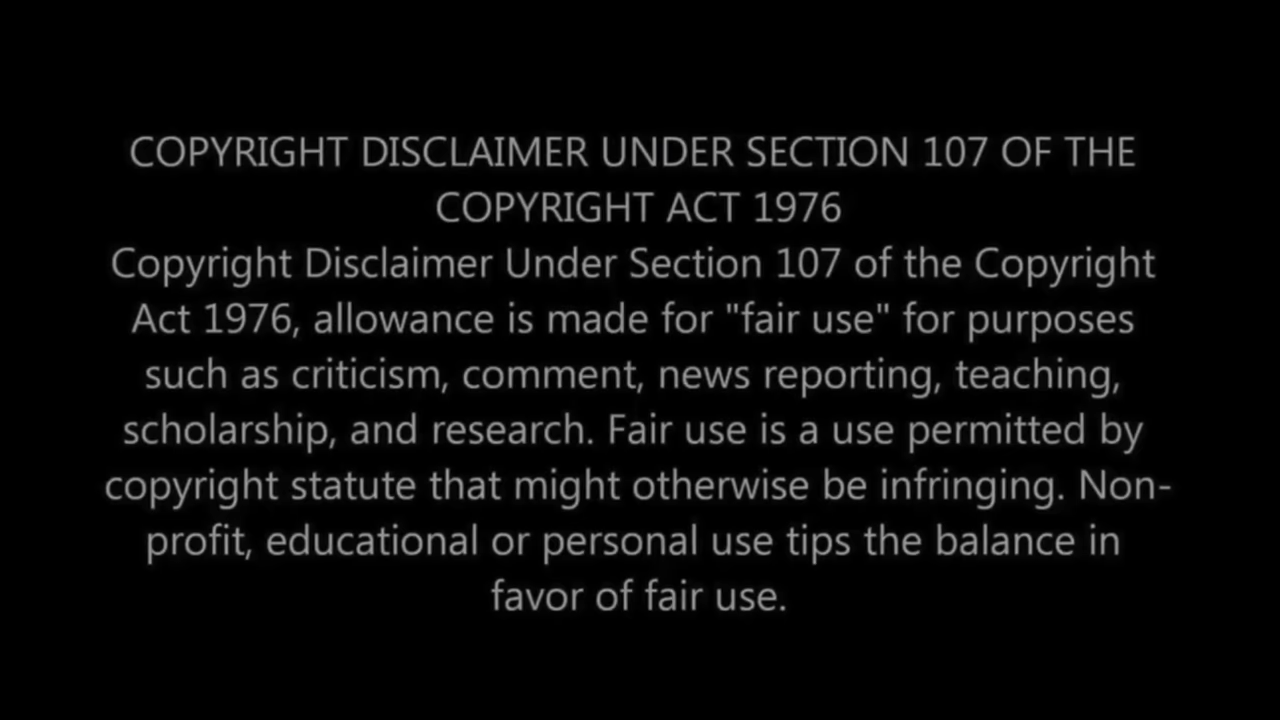 COPYRIGHT DISCLAIMER UNDER SECTION 107 OF THE
COPYRIGHT ACT 1976
Copyright Disclaimer Under Section 107 of the Copyright
Act 1976, allowance is made for "fair use" for purposes
such as criticism, comment, news reporting, teaching,
scholarship, and research. Fair use is a use permitted by
copyright statute that might otherwise be infringing. Non-
profit, educational or personal use tips the balance in
favor of fair use.